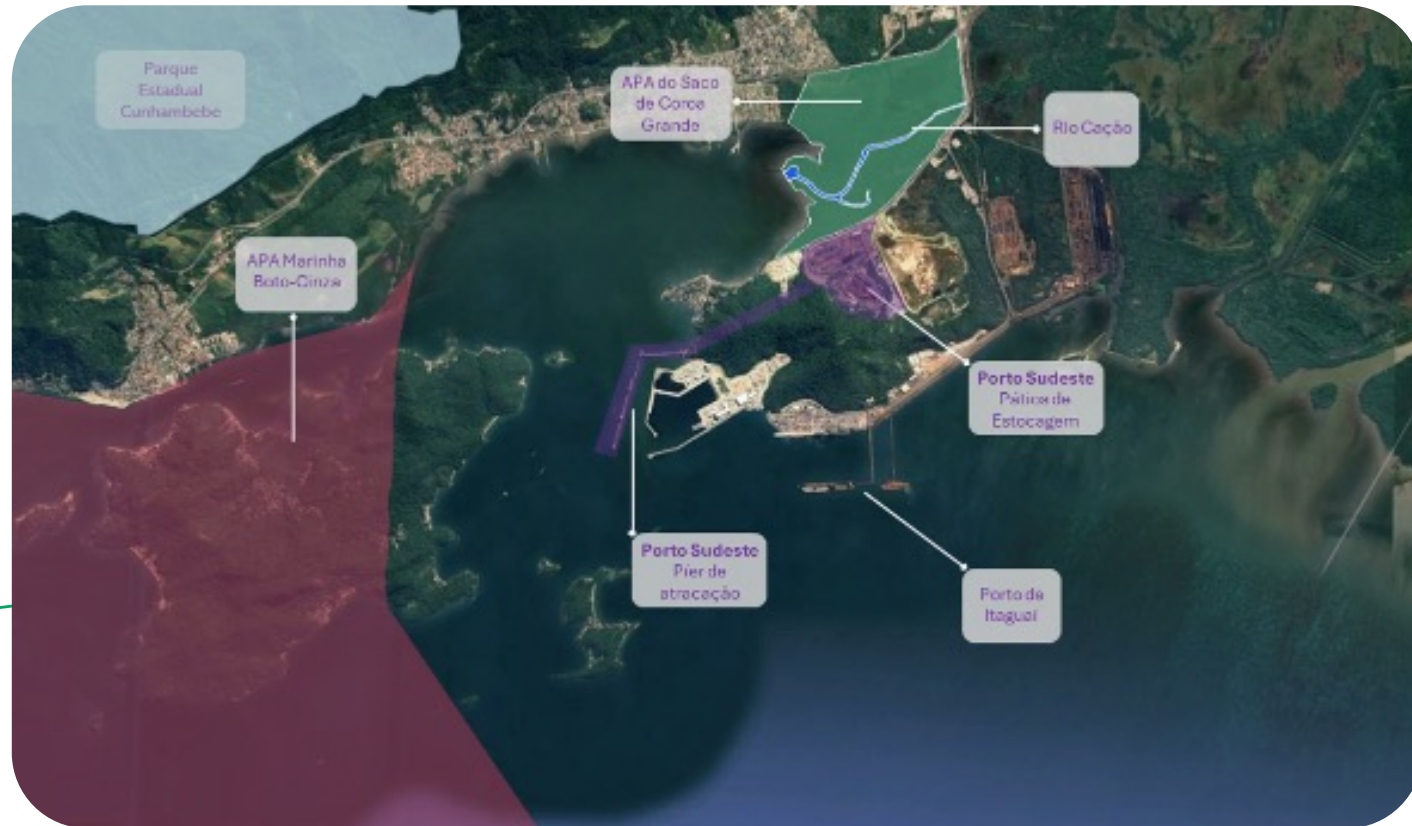 Parque
Estadual
Cunhambebe
APA do Saco
de Coroa
Grande
Rio Cação
APA Marinha
Boto-Cinza
Porto Sudeste
Pátio de
Estocagem
Porto Sudeste
Píer de
atracação
Porto de
Itaguaí